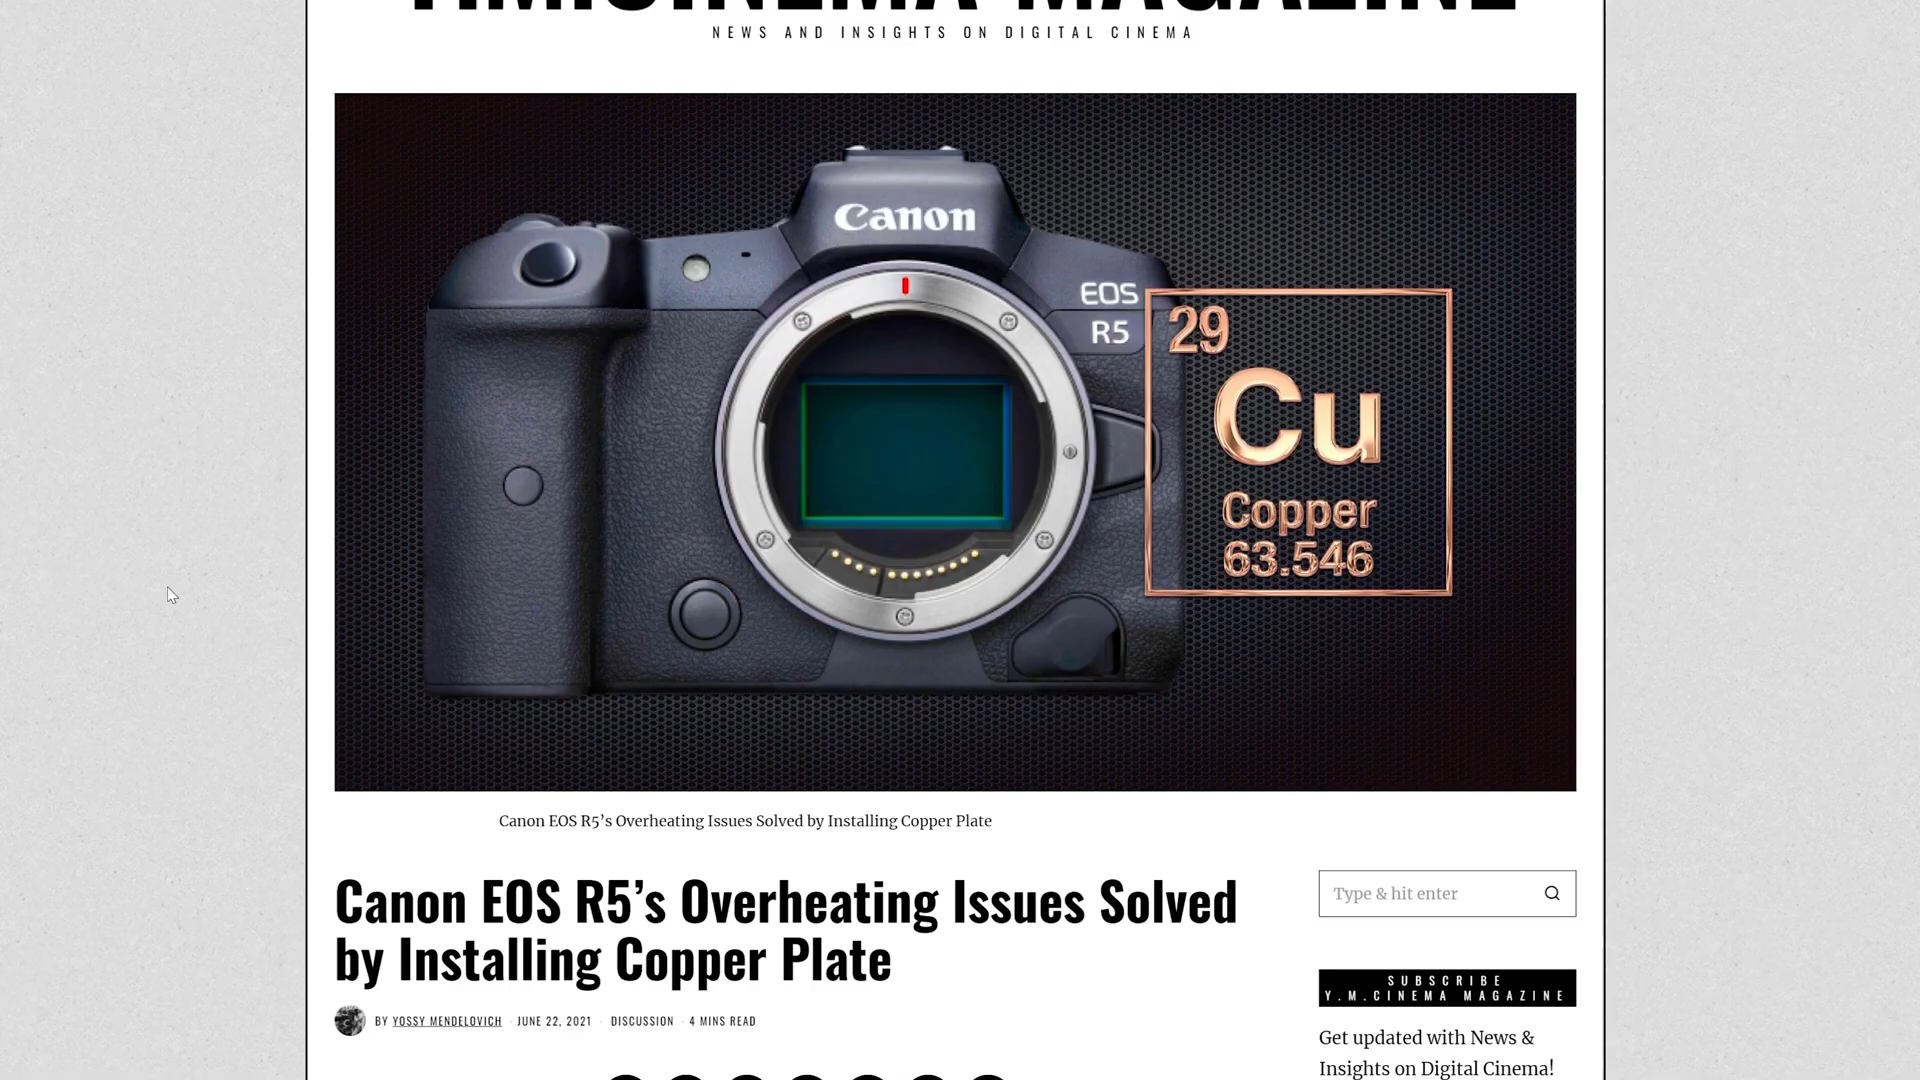 Y.M.CINEMA MAGAZINE
NEWS AND INSIGHTS ON DIGITAL CINEMA
Canon
EOS
R5
29
Cu
Copper
63.546
Canon EOS R5’s Overheating Issues Solved by Installing Copper Plate
Canon EOS R5’s Overheating Issues Solved
by Installing Copper Plate
BY YOSSY MENDELOVICH · JUNE 22, 2021 · DISCUSSION · 4 MINS READ
Type & hit enter
SUBSCRIBE
Y.M.CINEMA MAGAZINE
Get updated with News &
Insights on Digital Cinema!